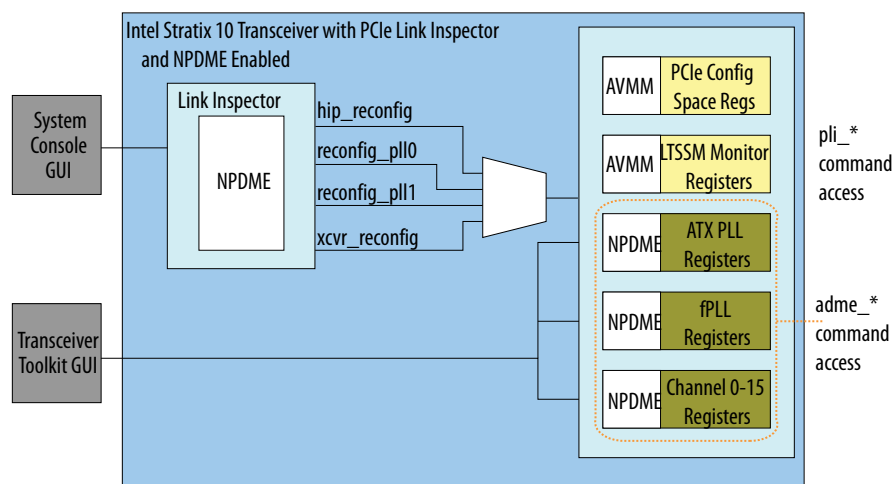 Intel Stratix 10 Transceiver with PCIe Link Inspector
and NPDME Enabled
System
Console
GUI
Link Inspector
NPDME
hip_reconfig
reconfig_pll0
reconfig_pll1
xcvr_reconfig
AVMM
PCIe Config
Space Regs
AVMM
LTSSM Monitor
Registers
pli_*
command
access
NPDME
ATX PLL
Registers
NPDME
fPLL
Registers
NPDME
Channel 0-15
Registers
adme_*
command
access
Transceiver
Toolkit GUI